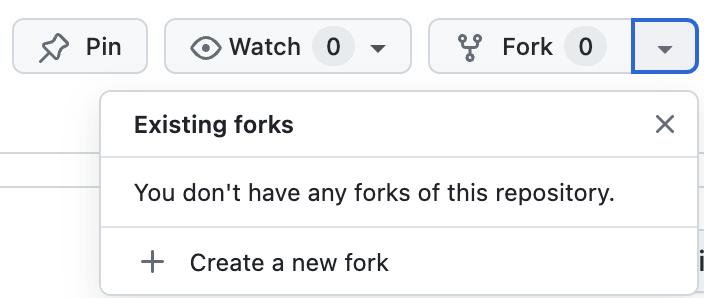 Pin
Watch 0
Fork 0
Existing forks
You don't have any forks of this repository.
Create a new fork